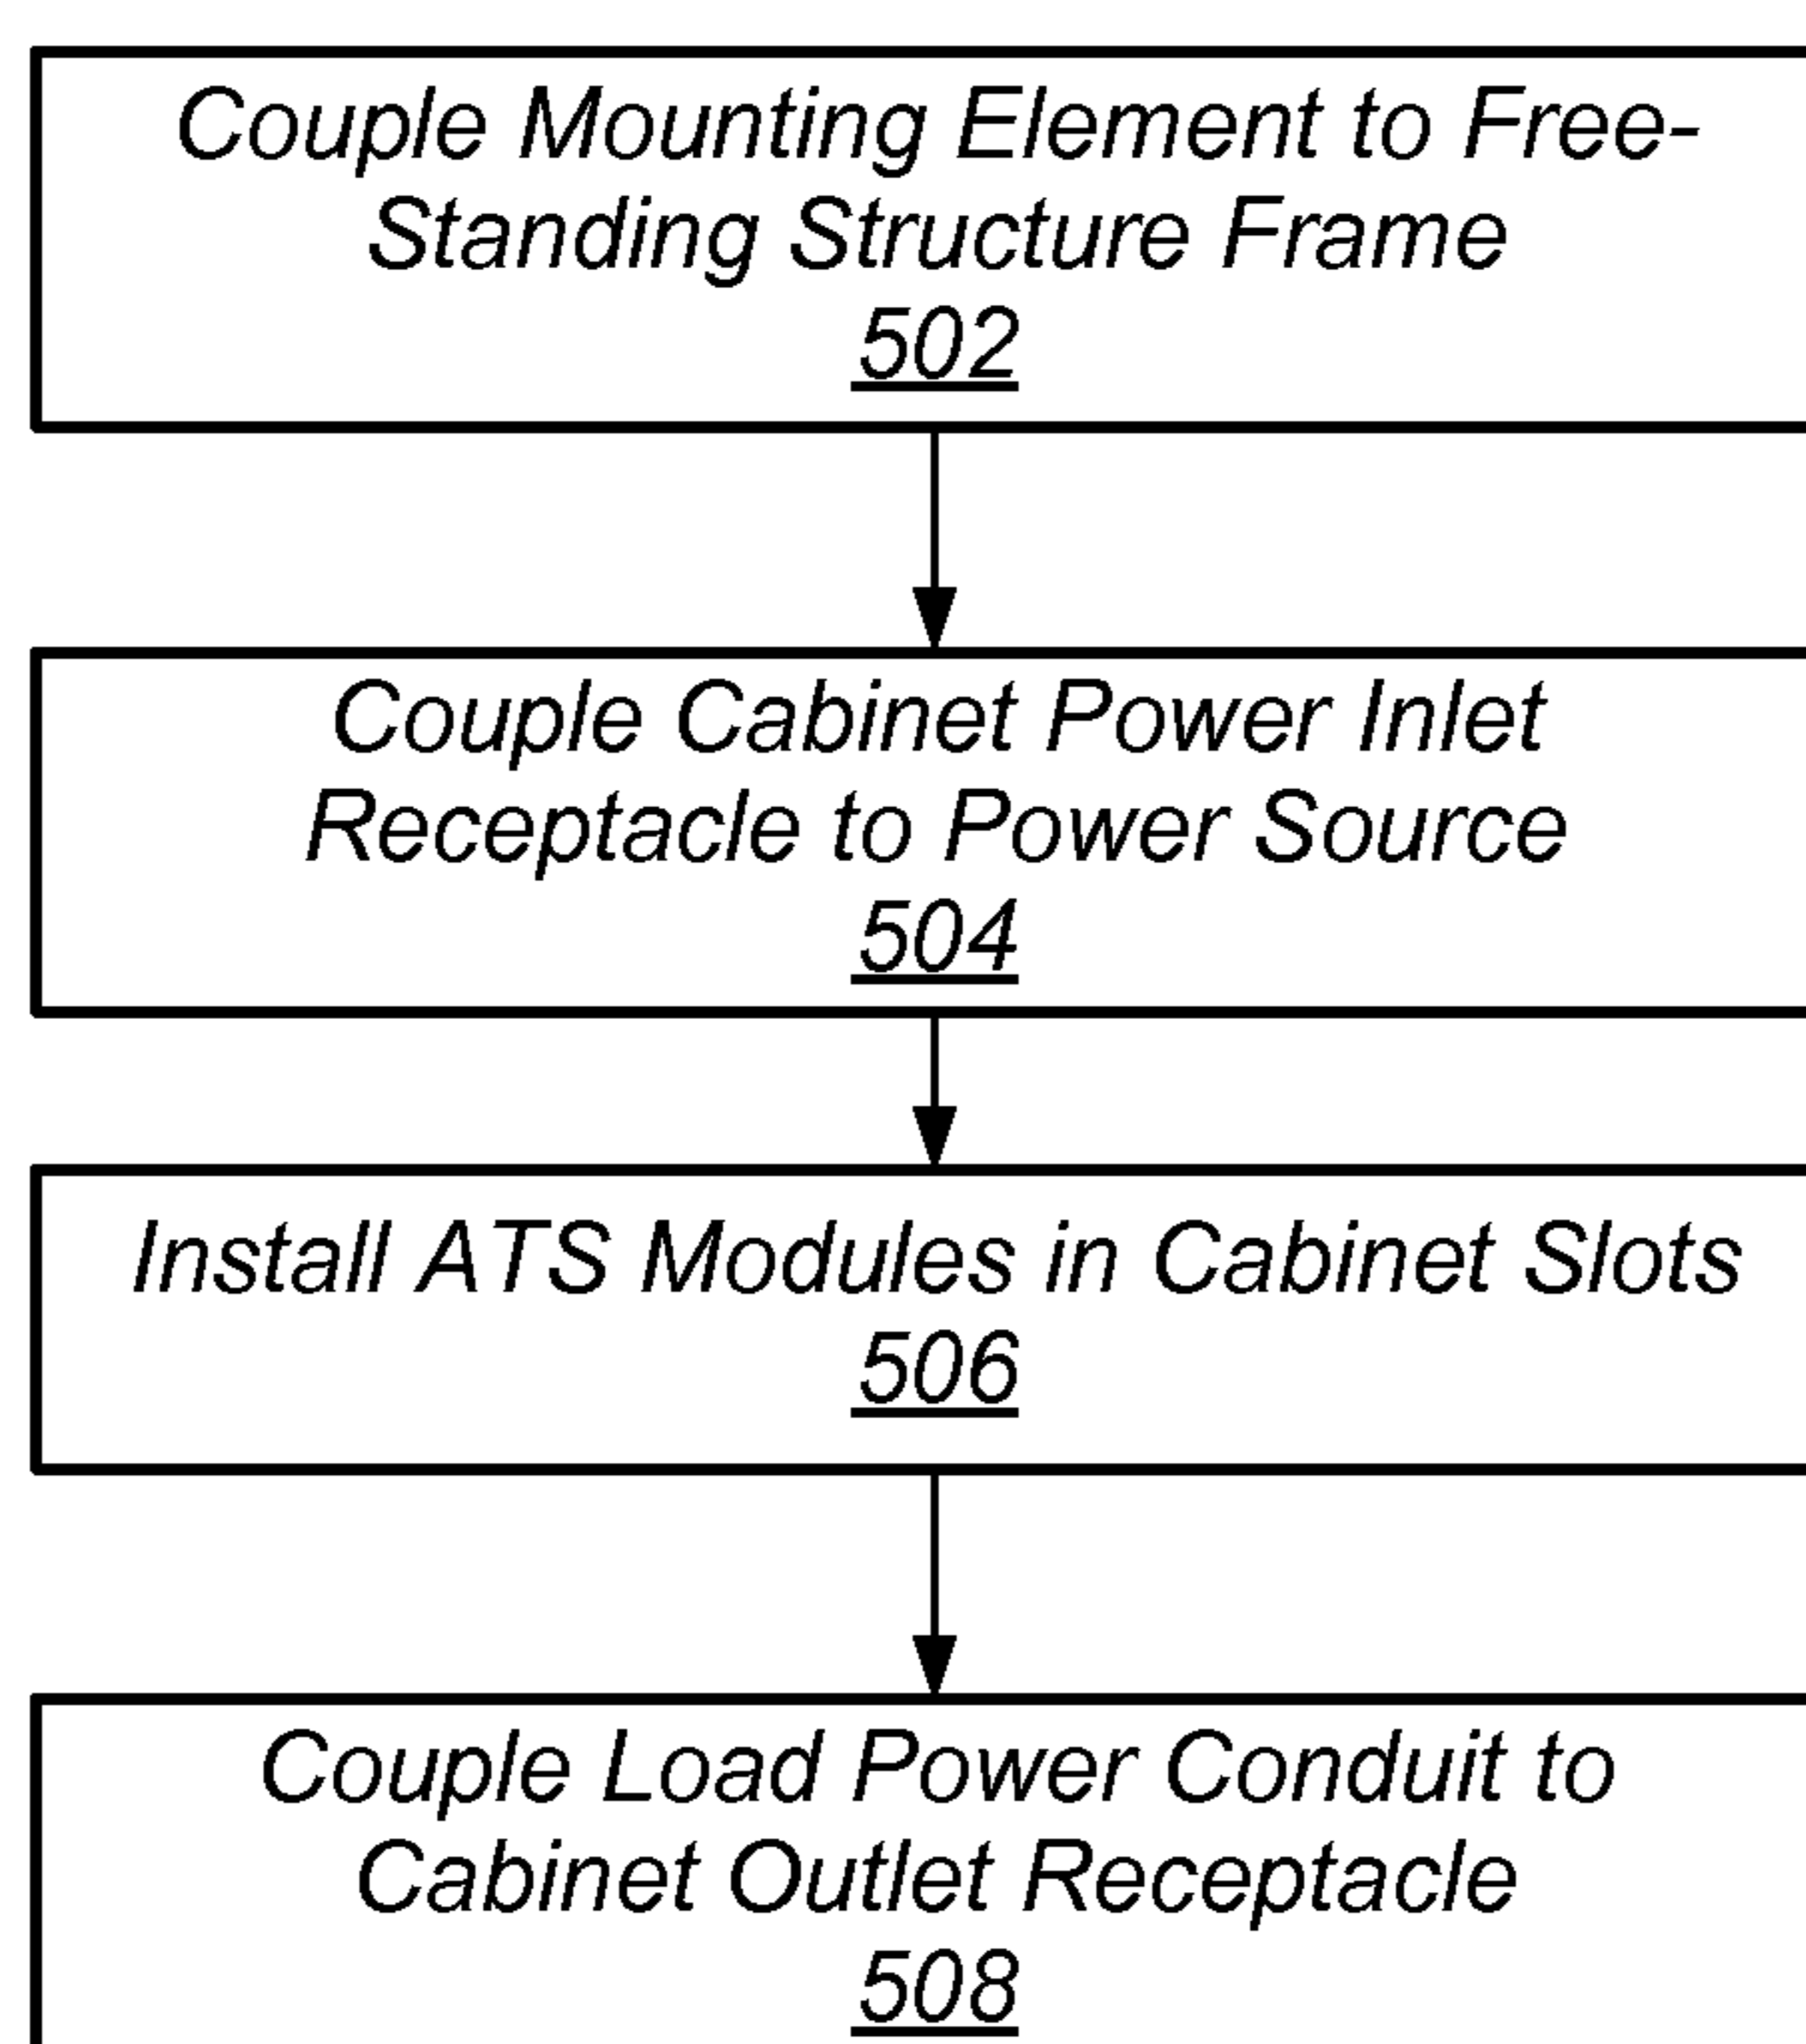 Couple Mounting Element to Free-
Standing Structure Frame
502
Couple Cabinet Power Inlet
Receptacle to Power Source
504
Install ATS Modules in Cabinet Slots
506
Couple Load Power Conduit to
Cabinet Outlet Receptacle
508